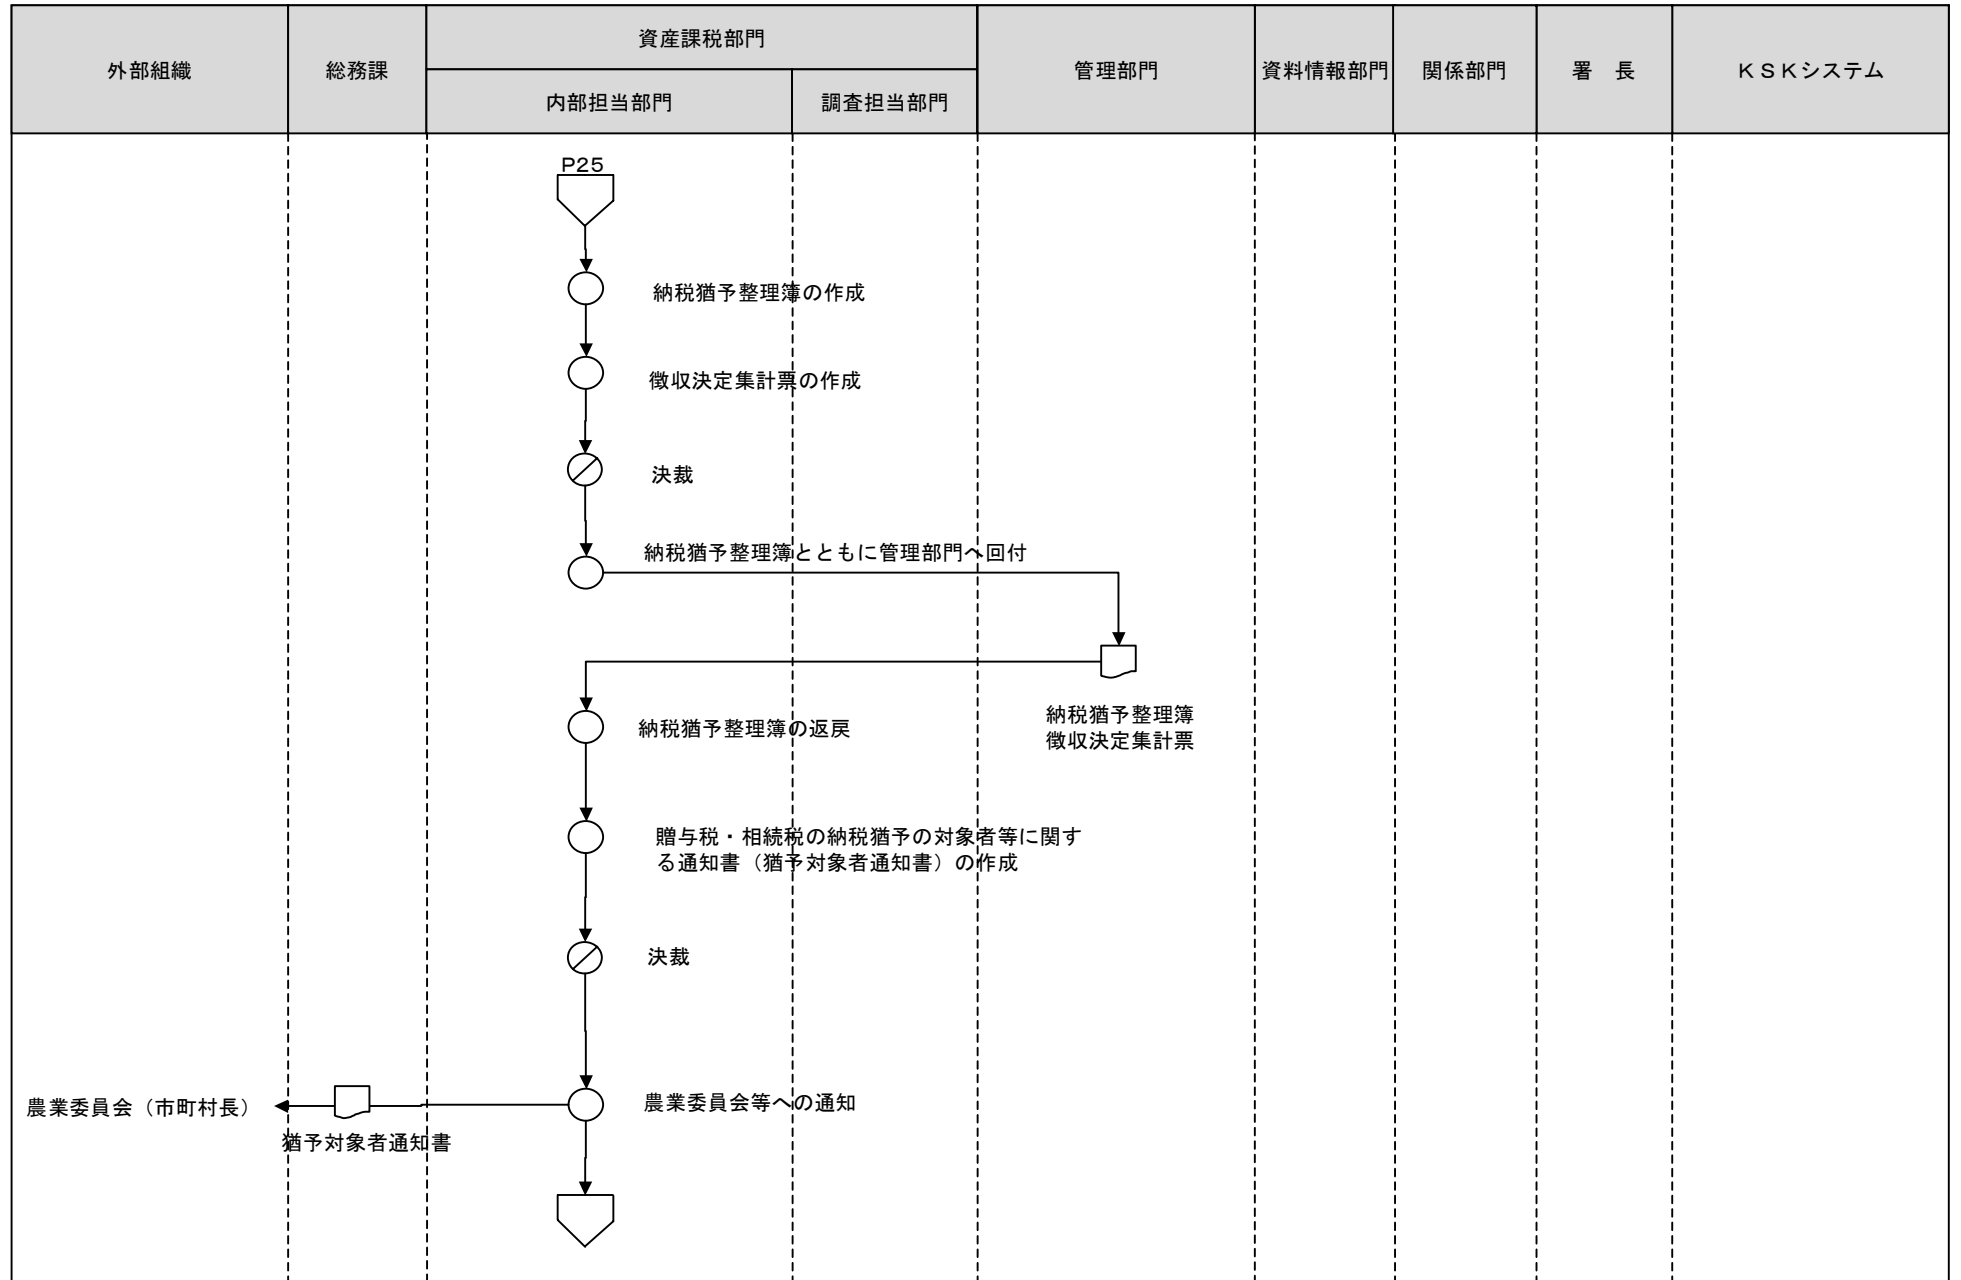 外部組織
総務課
資産課税部門
内部担当部門
調査担当部門
管理部門
資料情報部門
関係部門
署　長
ＫＳＫシステム
P25
納税猶予整理簿の作成
徴収決定集計票の作成
決裁
納税猶予整理簿とともに管理部門へ回付
納税猶予整理簿
徴収決定集計票
納税猶予整理簿の返戻
贈与税・相続税の納税猶予の対象者等に関す
る通知書（猶予対象者通知書）の作成
決裁
農業委員会等への通知
農業委員会（市町村長）
猶予対象者通知書